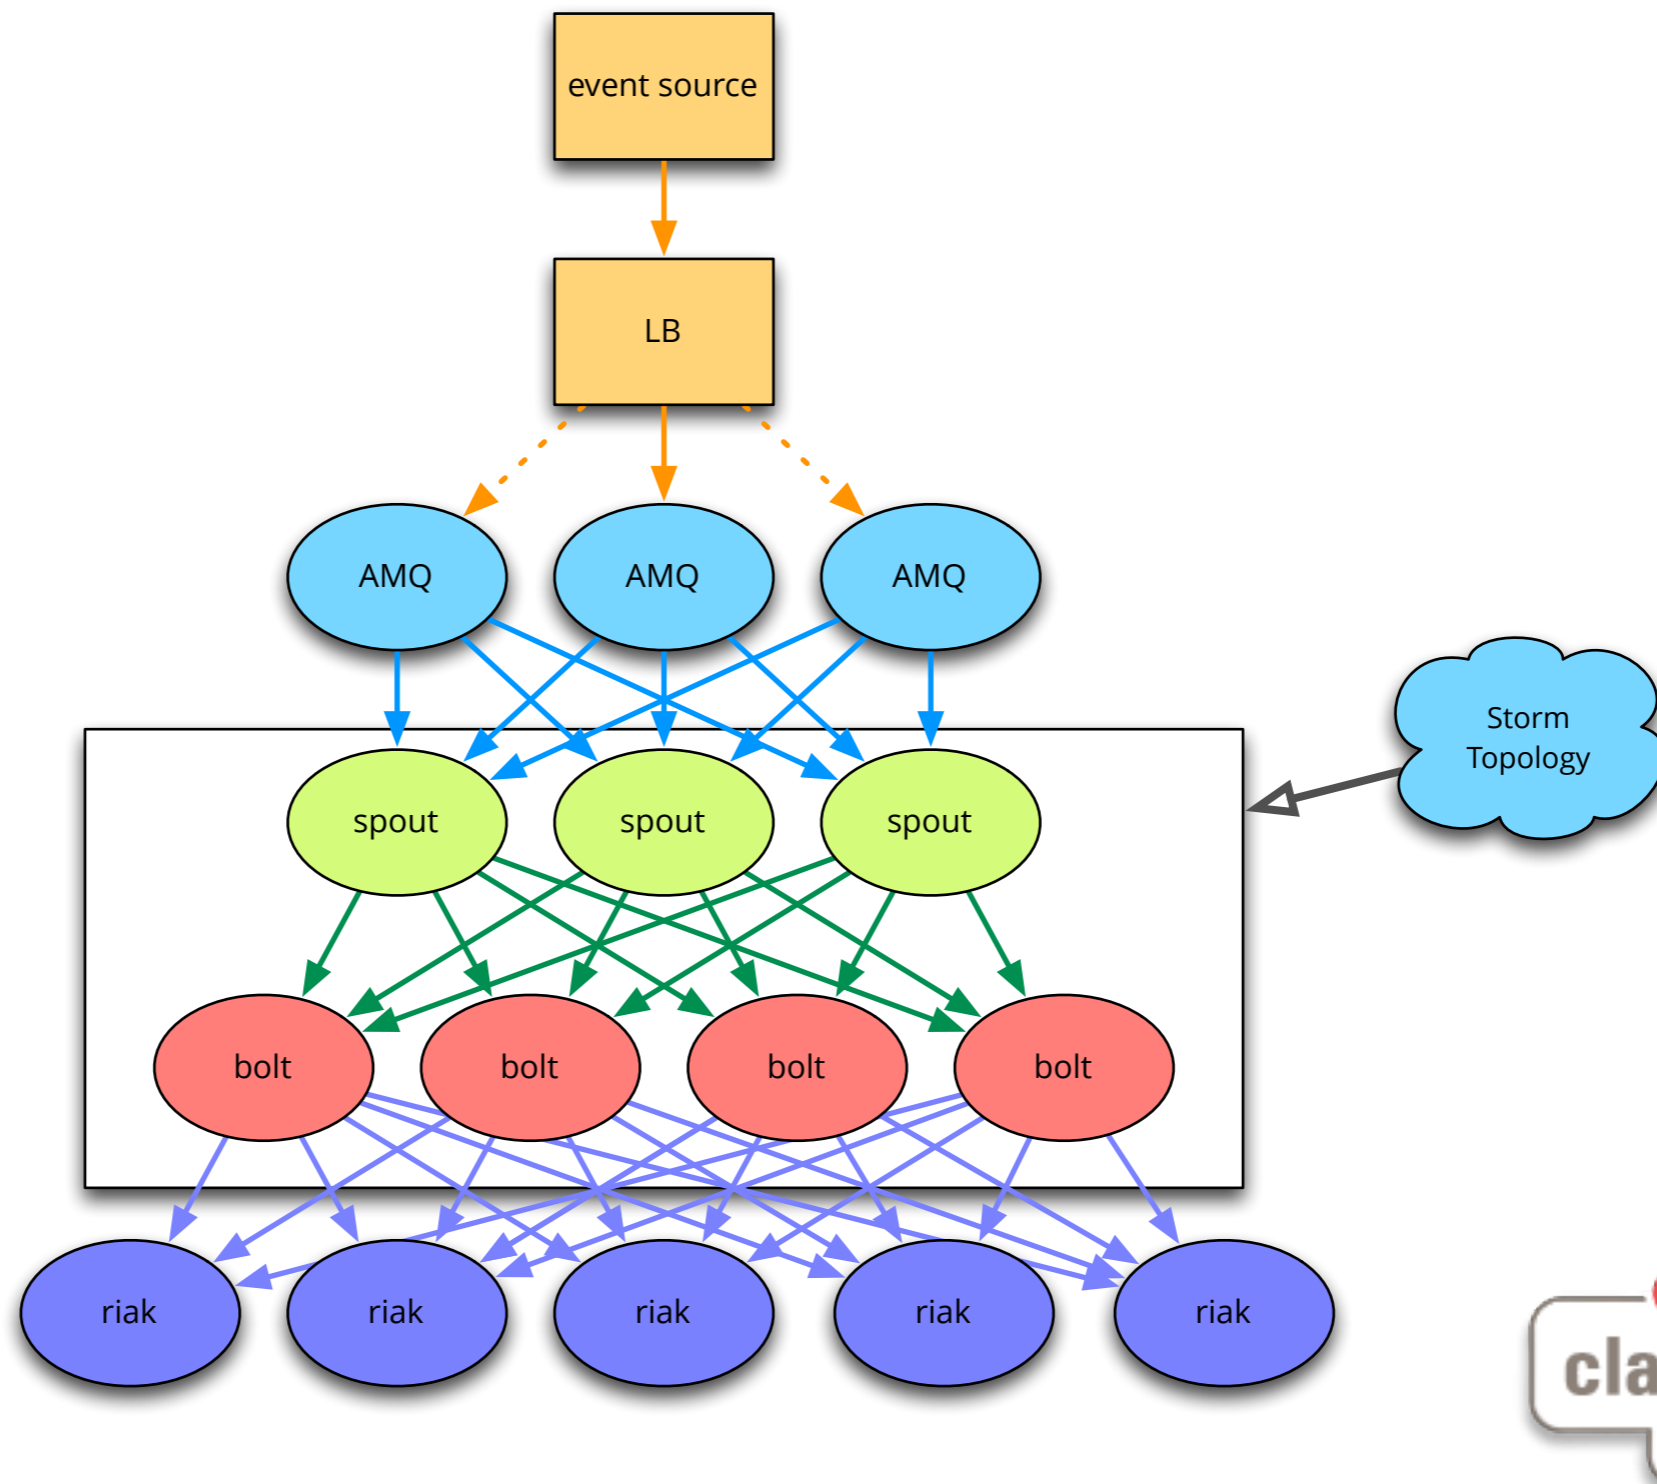 event source
LB
AMQ AMQ AMQ
Storm
Topology
spout spout spout
bolt bolt bolt bolt
riak riak riak riak riak
cla